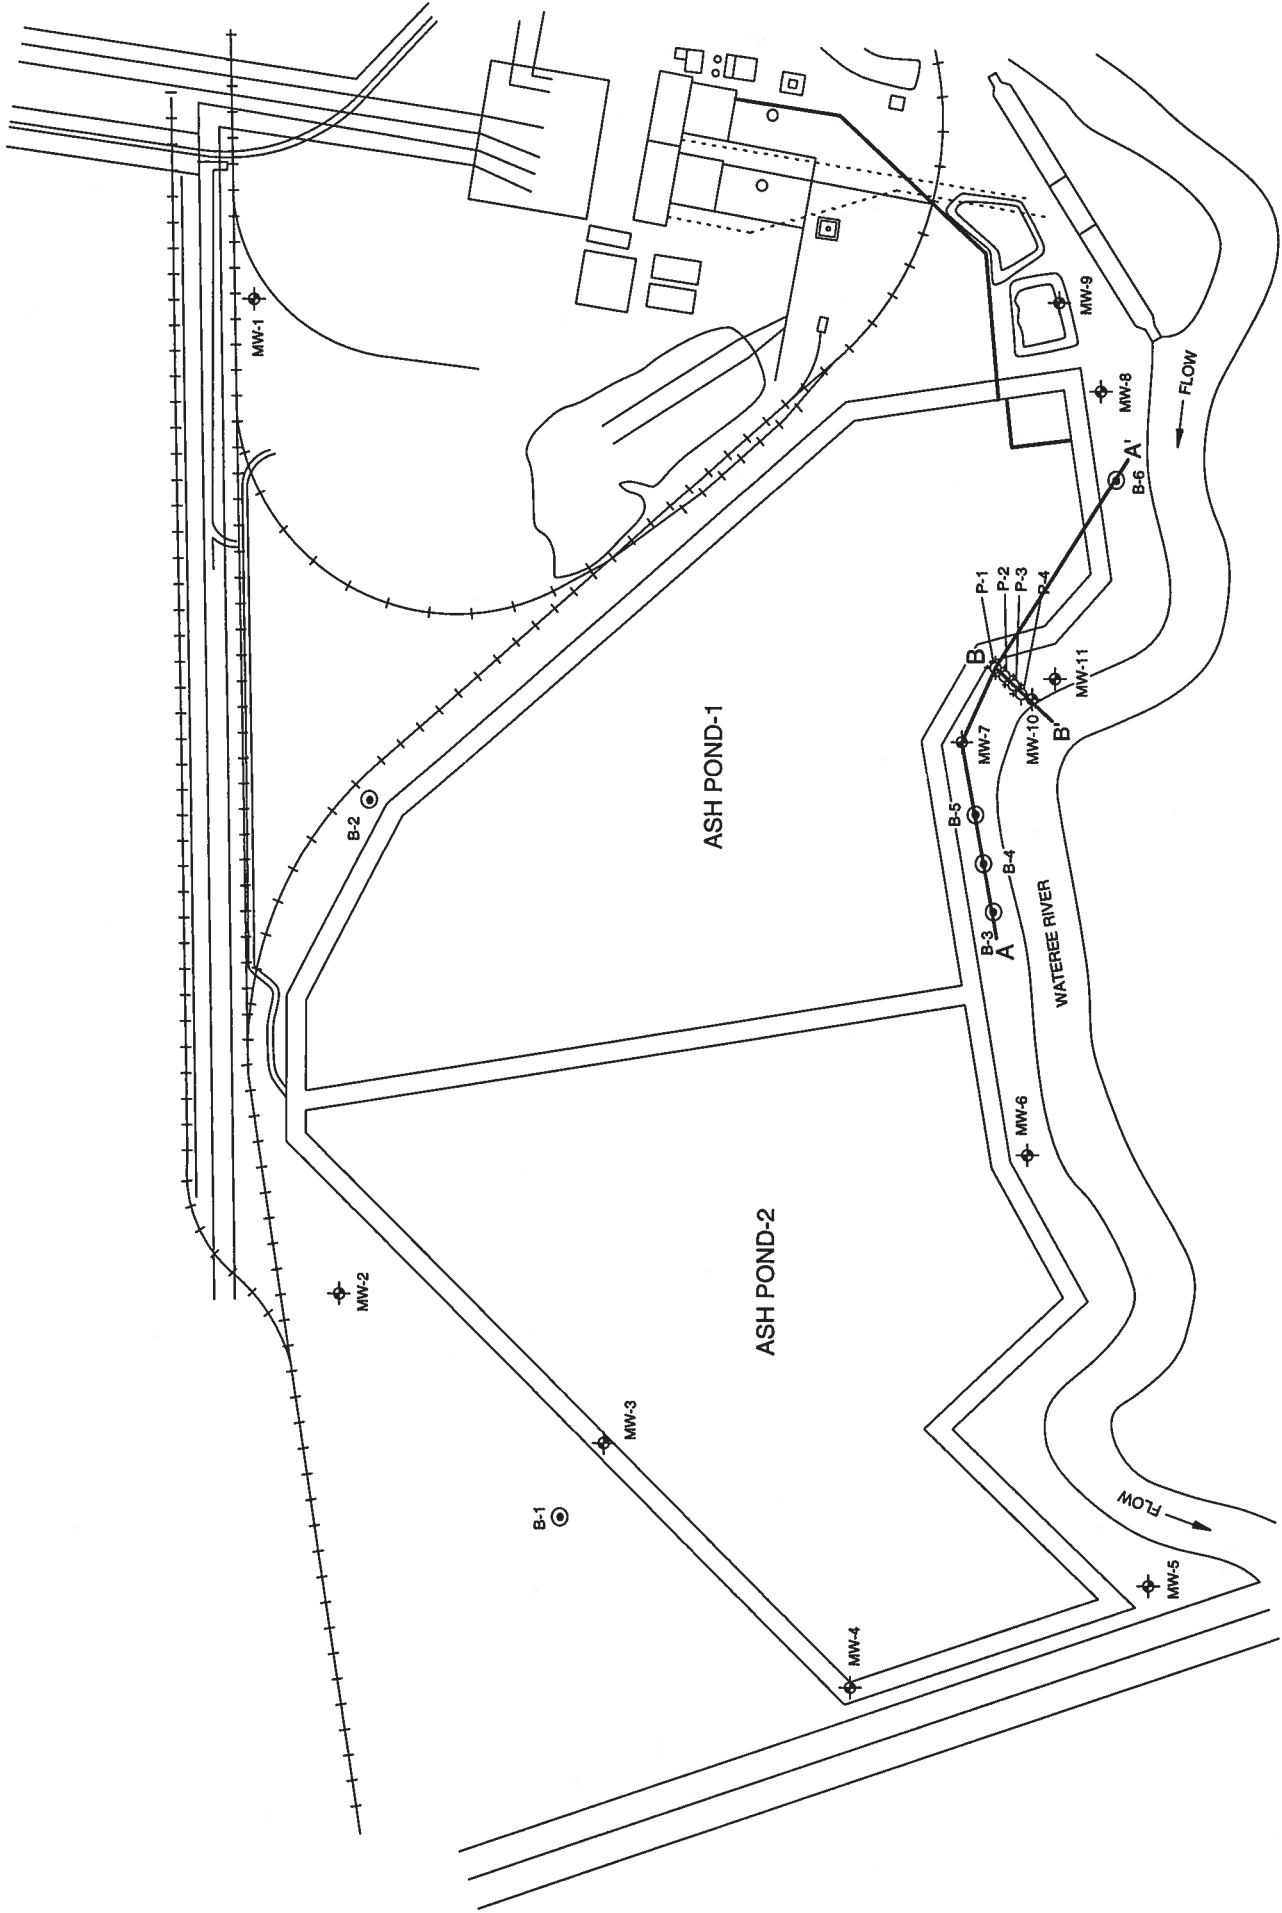 MW-1
MW-9
MW-8
FLOW
A'
B-6
P-1
P-2
P-3
P-4
B
MW-11
MW-10
B'
MW-7
B-2
ASH POND-1
B-5
B-4
B-3
A
WATEREE RIVER
MW-6
MW-2
ASH POND-2
MW-3
B-1
FLOW
MW-5
MW-4